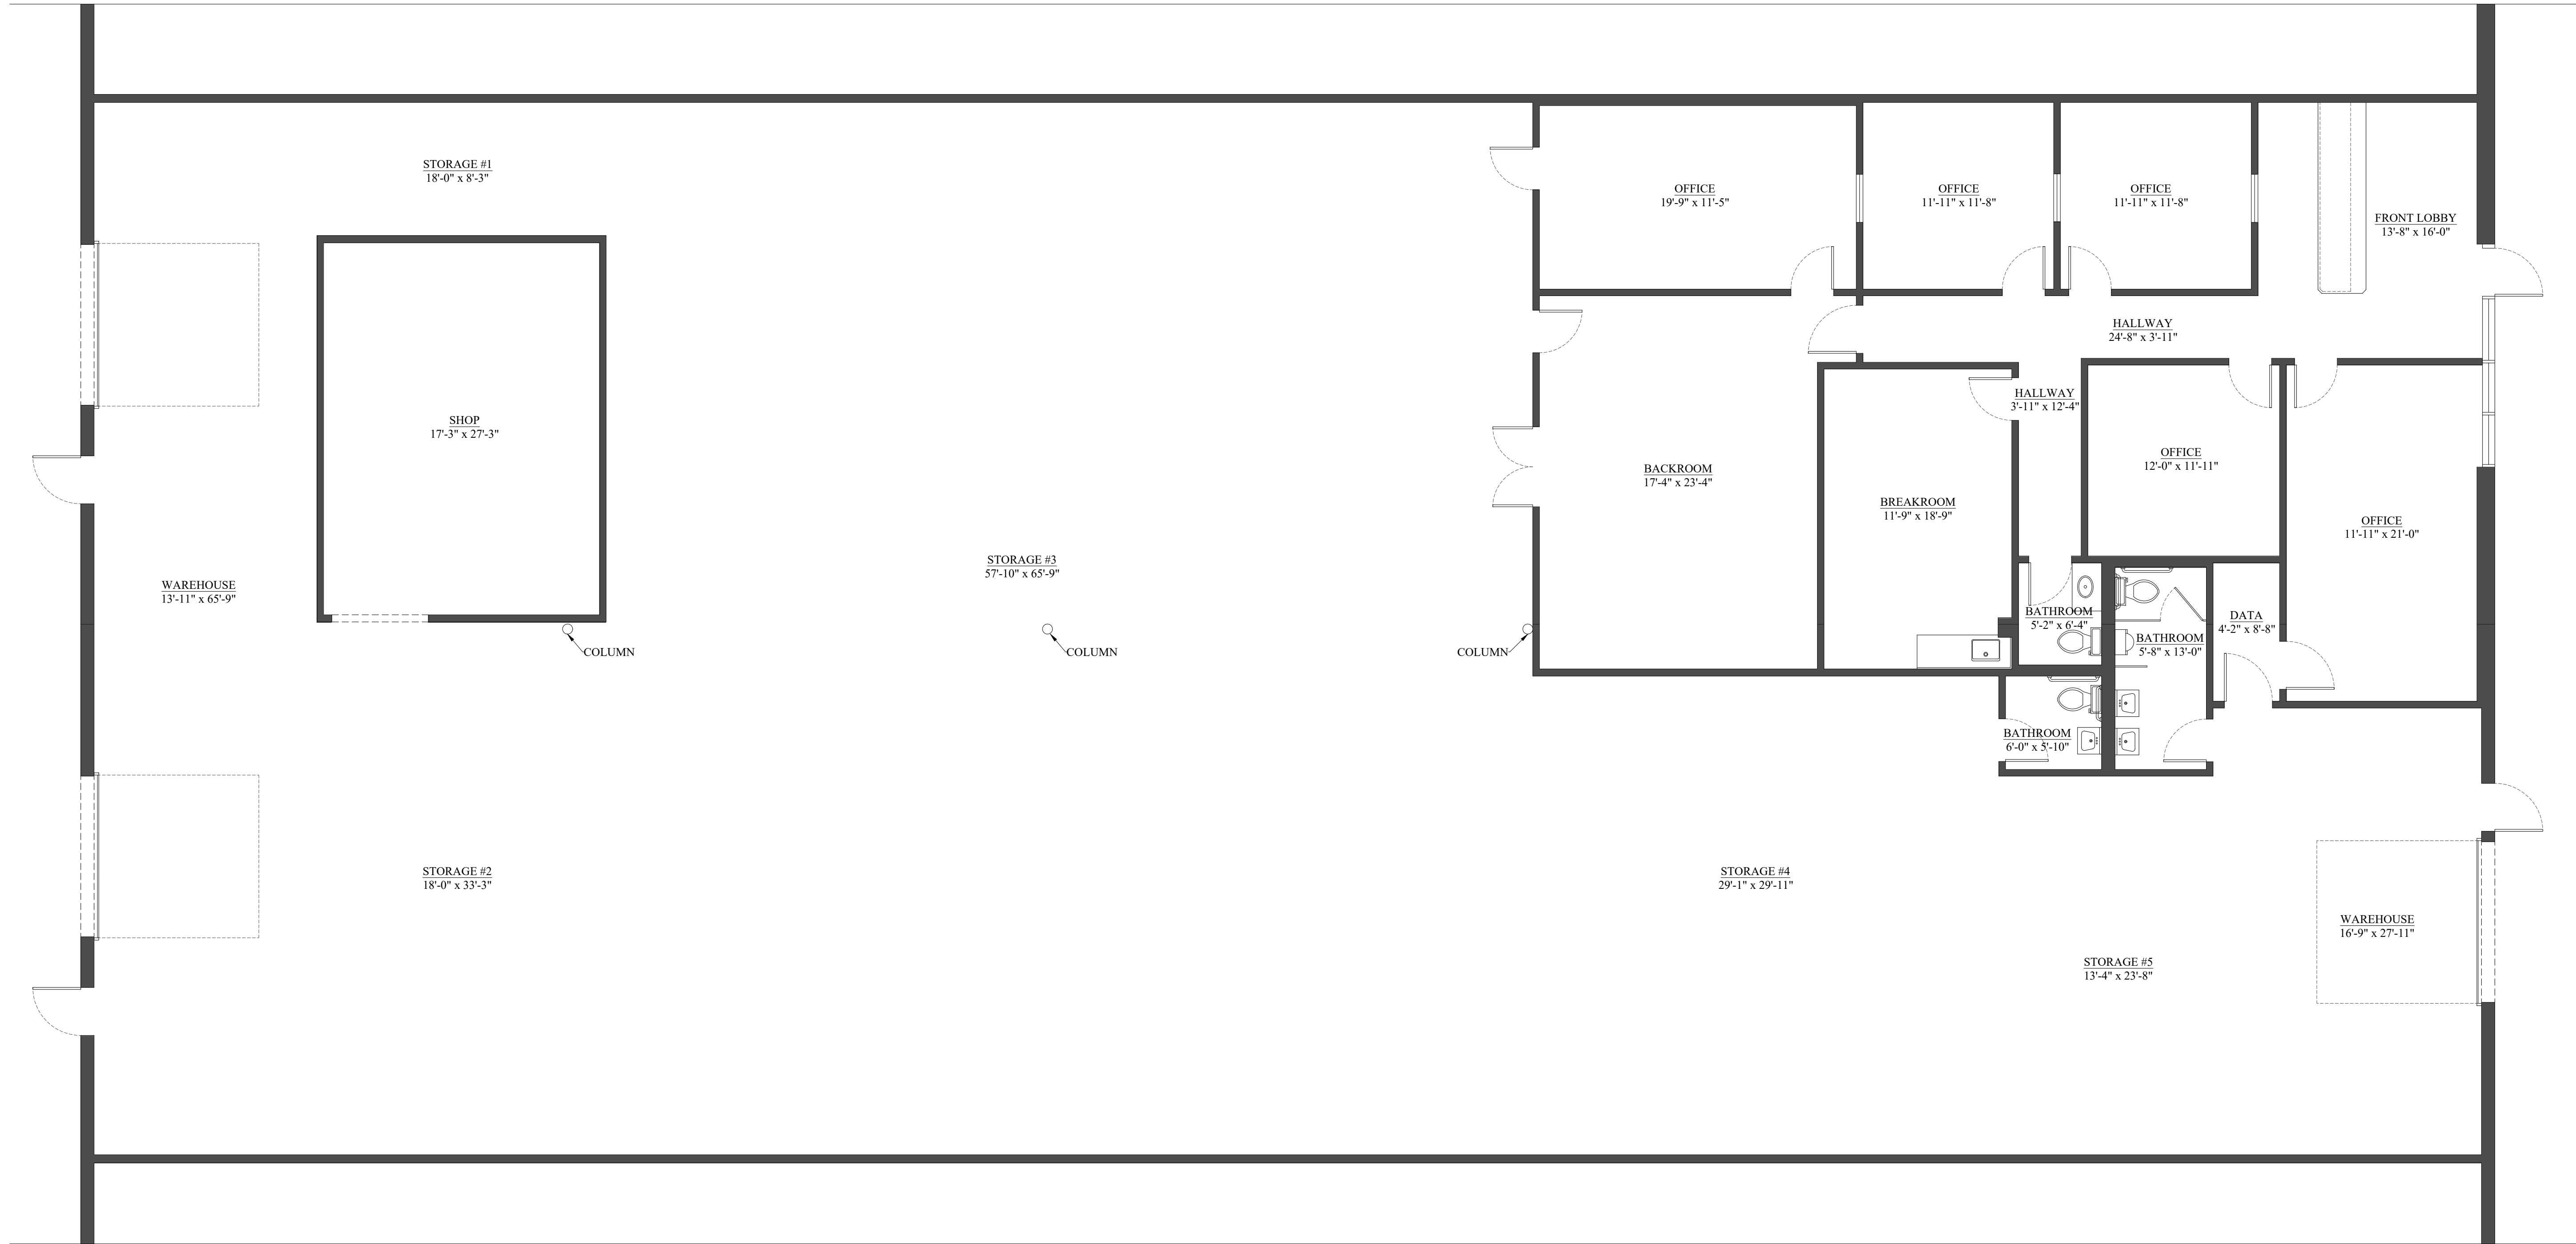 STORAGE #1
18'-0" x 8'-3"
OFFICE
19'-9" x 11'-5"
OFFICE
11'-11" x 11'-8"
OFFICE
11'-11" x 11'-8"
FRONT LOBBY
13'-8" x 16'-0"
HALLWAY
24'-8" x 3'-11"
HALLWAY
3'-11" x 12'-4"
SHOP
17'-3" x 27'-3"
BACKROOM
17'-4" x 23'-4"
OFFICE
12'-0" x 11'-11"
BREAKROOM
11'-9" x 18'-9"
OFFICE
11'-11" x 21'-0"
STORAGE #3
57'-10" x 65'-9"
WAREHOUSE
13'-11" x 65'-9"
BATHROOM
5'-2" x 6'-4"
DATA
4'-2" x 8'-8"
BATHROOM
5'-8" x 13'-0"
COLUMN
COLUMN
COLUMN
BATHROOM
6'-0" x 5'-10"
STORAGE #2
18'-0" x 33'-3"
STORAGE #4
29'-1" x 29'-11"
WAREHOUSE
16'-9" x 27'-11"
STORAGE #5
13'-4" x 23'-8"